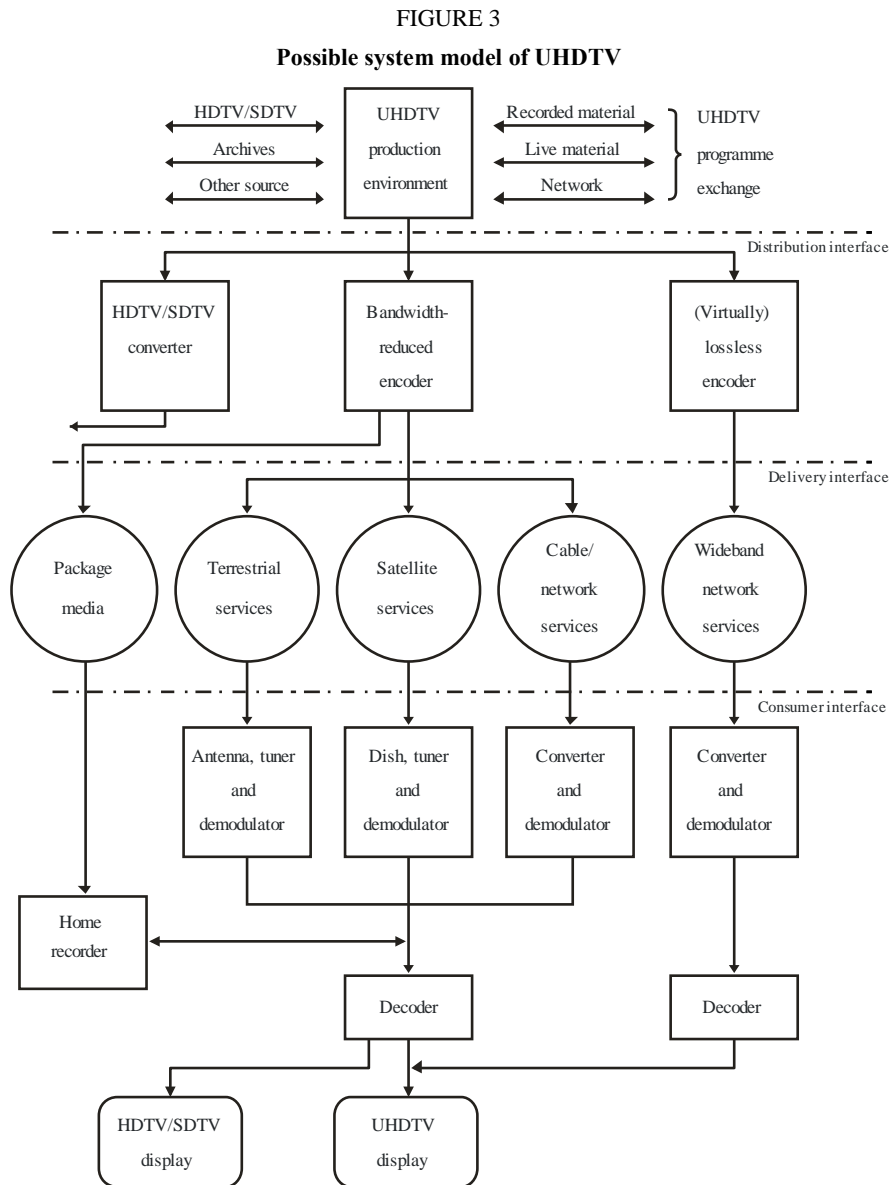 FIGURE 3
Possible system model of UHDTV
HDTV/SDTV
Archives
Other source
UHDTV
production
environment
Recorded material
Live material
Network
UHDTV
programme
exchange
Distribution interface
HDTV/SDTV
converter
Bandwidth-
reduced
encoder
(Virtually)
lossless
encoder
Delivery interface
Package
media
Terrestrial
services
Satellite
services
Cable/
network
services
Wideband
network
services
Consumer interface
Antenna, tuner
and
demodulator
Dish, tuner
and
demodulator
Converter
and
demodulator
Converter
and
demodulator
Home
recorder
Decoder
Decoder
HDTV/SDTV
display
UHDTV
display